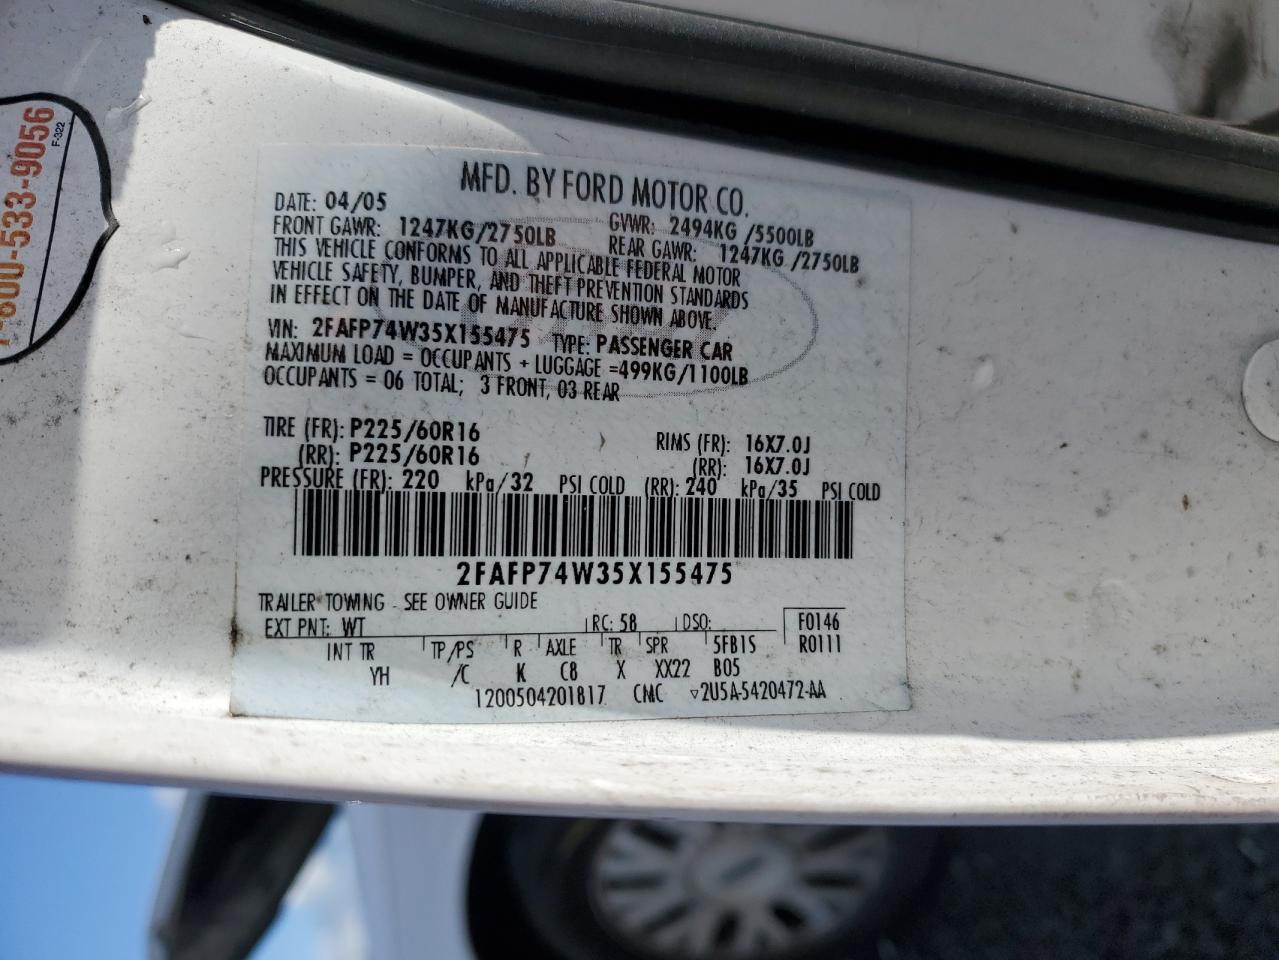 MFD. BY FORD MOTOR CO.
DATE: 04/05
GVWR: 2494KG /5500LB
FRONT GAWR: 1247KG/2750LB REAR GAWR: 1247KG /2750LB
THIS VEHICLE CONFORMS TO ALL APPLICABLE FEDERAL MOTOR
VEHICLE SAFETY, BUMPER, AND THEFT PREVENTION STANDARDS
IN EFFECT ON THE DATE OF MANUFACTURE SHOWN ABOVE.
VIN: 2FAFP74W35X155475 TYPE: PASSENGER CAR
MAXIMUM LOAD = OCCUPANTS + LUGGAGE =499KG/1100LB
OCCUPANTS = 06 TOTAL; 3 FRONT, 03 REAR
TIRE (FR): P225/60R16 RIMS (FR): 16X7.0J
(RR): P225/60R16 (RR): 16X7.0J
PRESSURE (FR): 220 kPa/32 PSI COLD (RR): 240 kPa/35 PSI COLD
2FAFP74W35X155475
TRAILER TOWING - SEE OWNER GUIDE
EXT PNT: WT RC: 58 DSO: F0146
INT TR TP/PS R AXLE TR SPR 5FB1S R0111
YH /C K C8 X XX22 B05
1200504201817 CMC ▽2U5A-5420472-AA
-800-533-9056
F-322